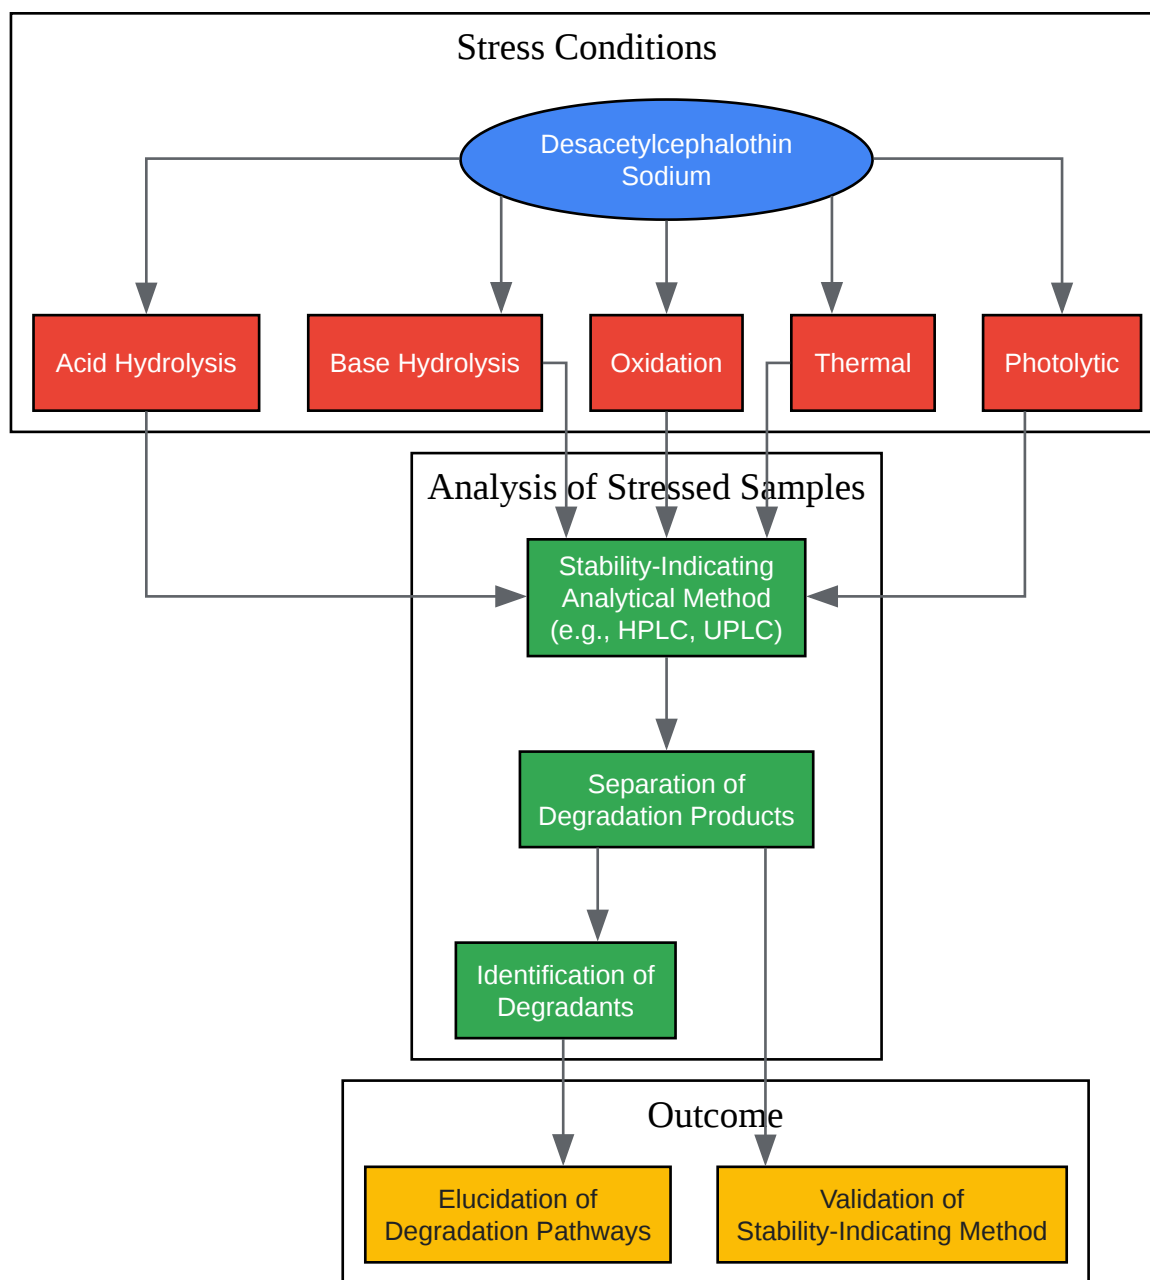 Stress Conditions
Desacetylcephalothin
Sodium
Acid Hydrolysis
Base Hydrolysis
Oxidation
Thermal
Photolytic
Analysis of Stressed Samples
Stability-Indicating
Analytical Method
(e.g., HPLC, UPLC)
Separation of
Degradation Products
Identification of
Degradants
Outcome
Elucidation of
Degradation Pathways
Validation of
Stability-Indicating Method